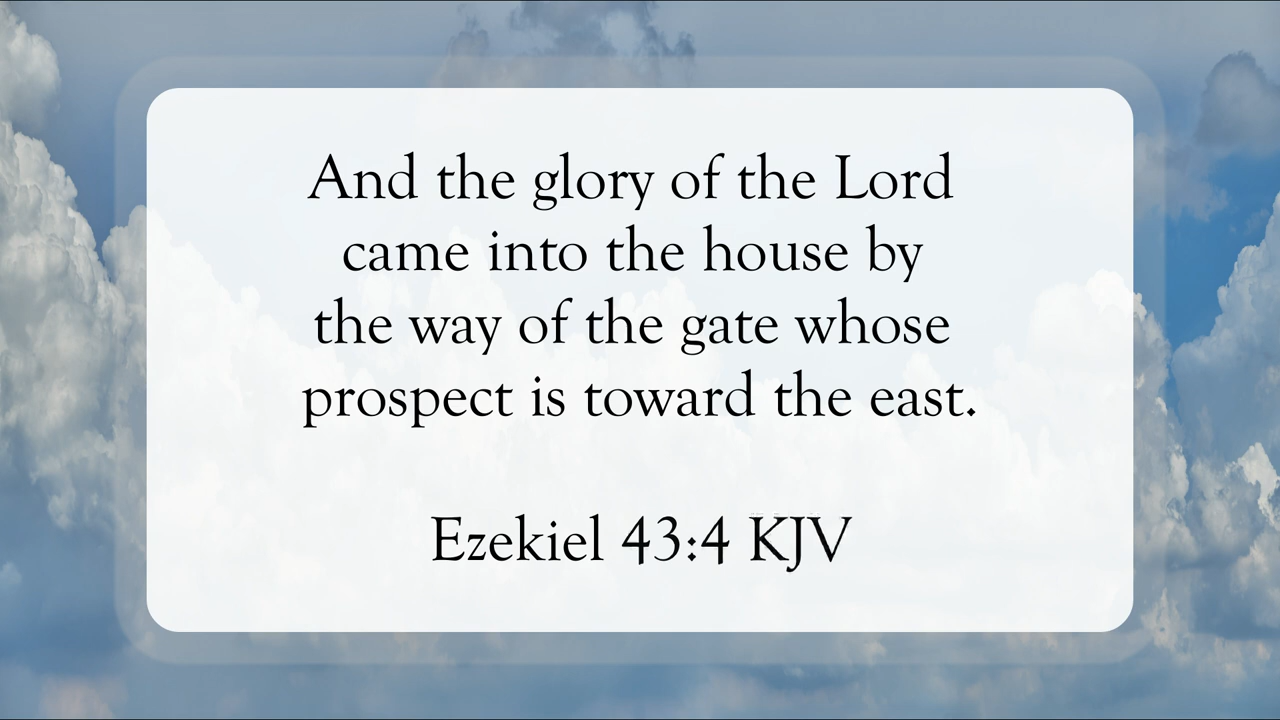 And the glory of the Lord
came into the house by
the way of the gate whose
prospect is toward the east.
Ezekiel 43:4 KJV